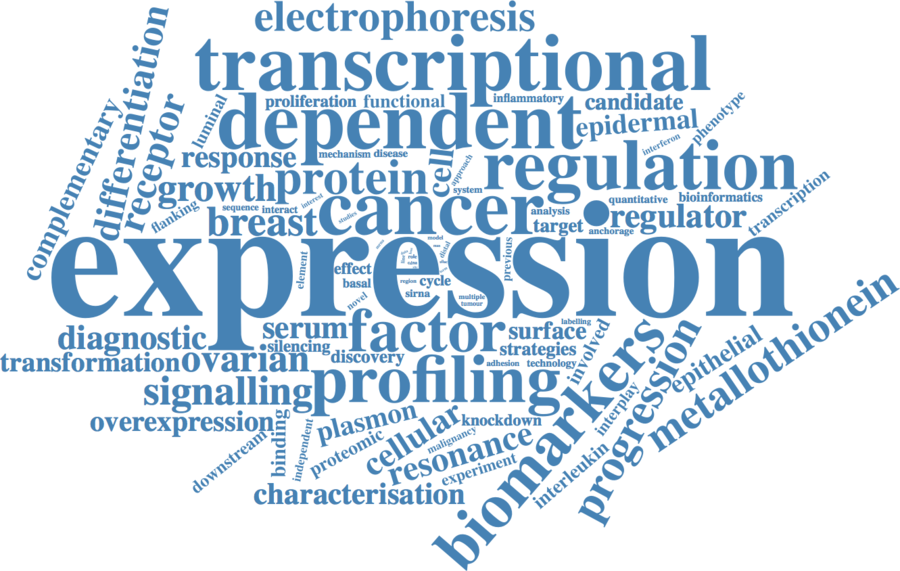 electrophoresis
transcriptional
proliferation
functional
inflammatory
candidate
dependent
epidermal
phenotype
interferon
complementary
differentiation
receptor
luminal
response
mechanism
disease
cell
approach
system
regulation
growth
protein
flanking
sequence
interact
interest
studies
breast
cancer
quantitative
bioinformatics
analysis
target
anchorage
regulator
transcription
expression
element
effect
basal
novel
model
distal
role
region
cycle
sirna
previous
multiple
tumour
diagnostic
serum
factor
surface
labelling
silencing
strategies
involved
transformation
ovarian
discovery
adhesion
technology
signalling
profiling
biomarkers
progression
epithelial
metallothionein
overexpression
plasmon
cellular
knockdown
interplay
downstream
binding
independent
proteomic
malignancy
resonance
experiment
interleukin
characterisation